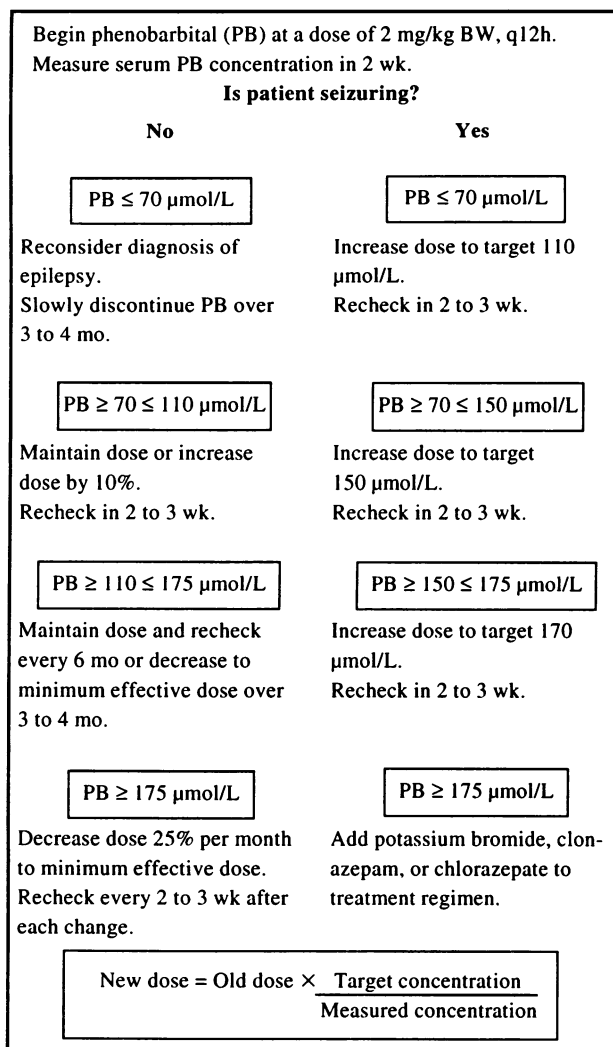 Begin phenobarbital (PB) at a dose of 2 mg/kg BW, q12h.
Measure serum PB concentration in 2 wk.
Is patient seizuring?
No
Yes
PB ≤ 70 µmol/L
Reconsider diagnosis of
epilepsy.
Slowly discontinue PB over
3 to 4 mo.
PB ≤ 70 µmol/L
Increase dose to target 110
µmol/L.
Recheck in 2 to 3 wk.
PB ≥ 70 ≤ 110 µmol/L
Maintain dose or increase
dose by 10%.
Recheck in 2 to 3 wk.
PB ≥ 70 ≤ 150 µmol/L
Increase dose to target
150 µmol/L.
Recheck in 2 to 3 wk.
PB ≥ 110 ≤ 175 µmol/L
Maintain dose and recheck
every 6 mo or decrease to
minimum effective dose over
3 to 4 mo.
PB ≥ 150 ≤ 175 µmol/L
Increase dose to target 170
µmol/L.
Recheck in 2 to 3 wk.
PB ≥ 175 µmol/L
Decrease dose 25% per month
to minimum effective dose.
Recheck every 2 to 3 wk after
each change.
PB ≥ 175 µmol/L
Add potassium bromide, clon-
azepam, or chlorazepate to
treatment regimen.
New dose = Old dose × Target concentration
Measured concentration